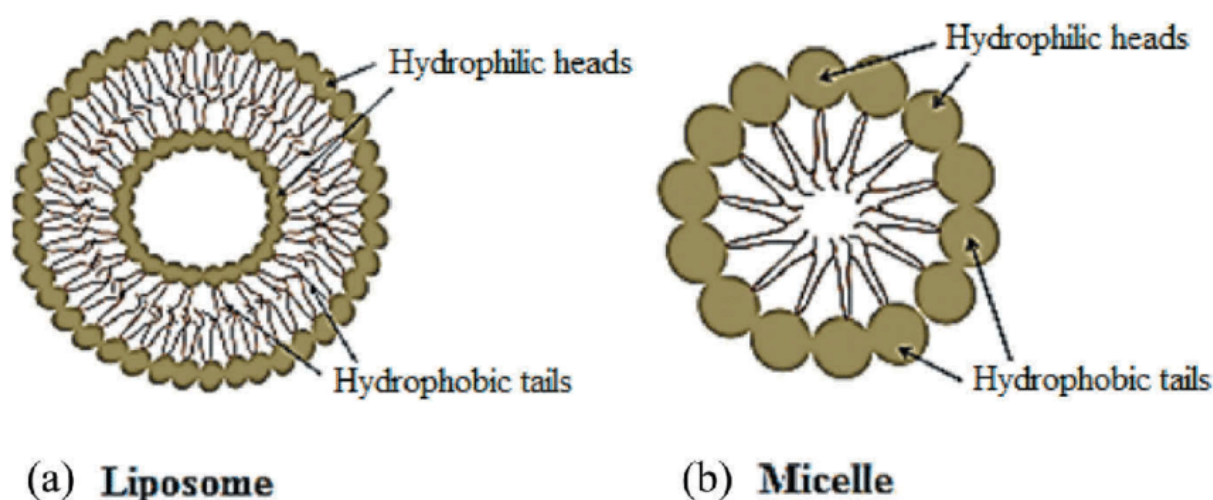 Hydrophilic heads
Hydrophobic tails
(a) Liposome
Hydrophilic heads
Hydrophobic tails
(b) Micelle